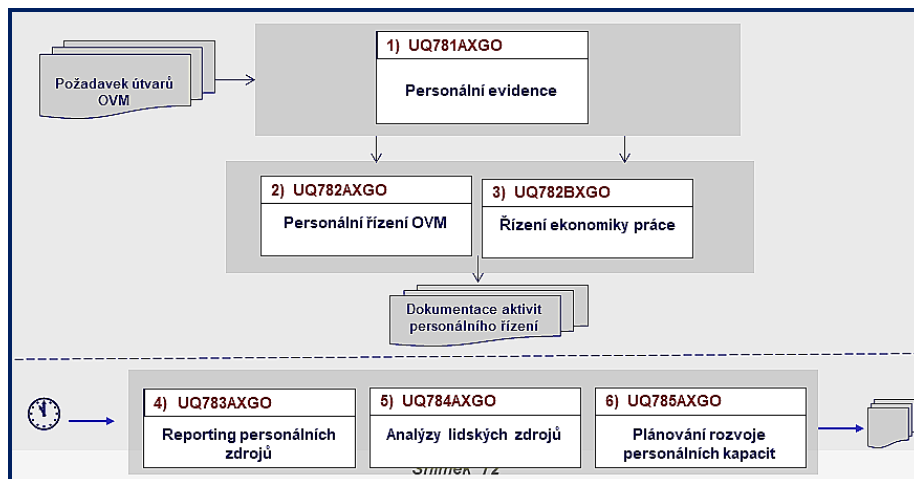 1) UQ781AXGO
Personální evidence
Požadavek útvarů
OVM
2) UQ782AXGO
Personální řízení OVM
3) UQ782BXGO
Řízení ekonomiky práce
Dokumentace aktivit
personálního řízení
4) UQ783AXGO
Reporting personálních
zdrojů
5) UQ784AXGO
Analýzy lidských zdrojů
6) UQ785AXGO
Plánování rozvoje
personálních kapacit